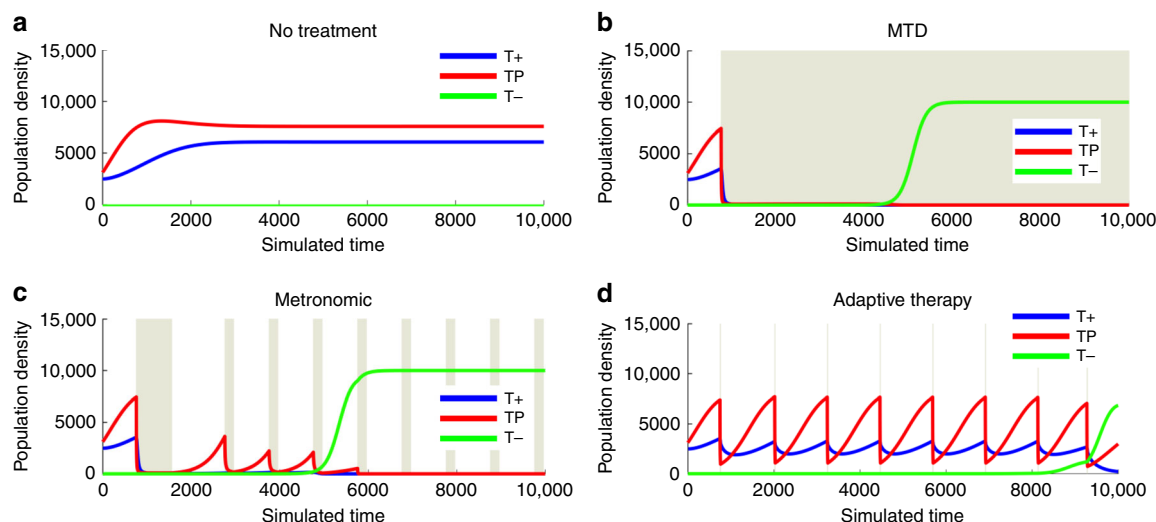 a
No treatment
15,000
10,000
5000
0
Population density
T+
TP
T−
0
2000
4000
6000
8000
10,000
Simulated time
b
MTD
15,000
10,000
5000
0
Population density
T+
TP
T−
0
2000
4000
6000
8000
10,000
Simulated time
c
Metronomic
15,000
10,000
5000
0
Population density
T+
TP
T−
0
2000
4000
6000
8000
10,000
Simulated time
d
Adaptive therapy
15,000
10,000
5000
0
Population density
T+
TP
T−
0
2000
4000
6000
8000
10,000
Simulated time